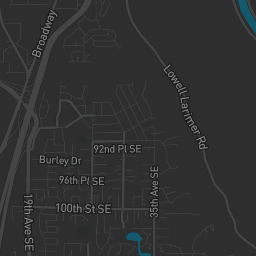 Broadway
Lowell Larimer Rd
92nd Pl SE
Burley Dr
96th Pl SE
35th Ave SE
100th St SE
19th Ave SE